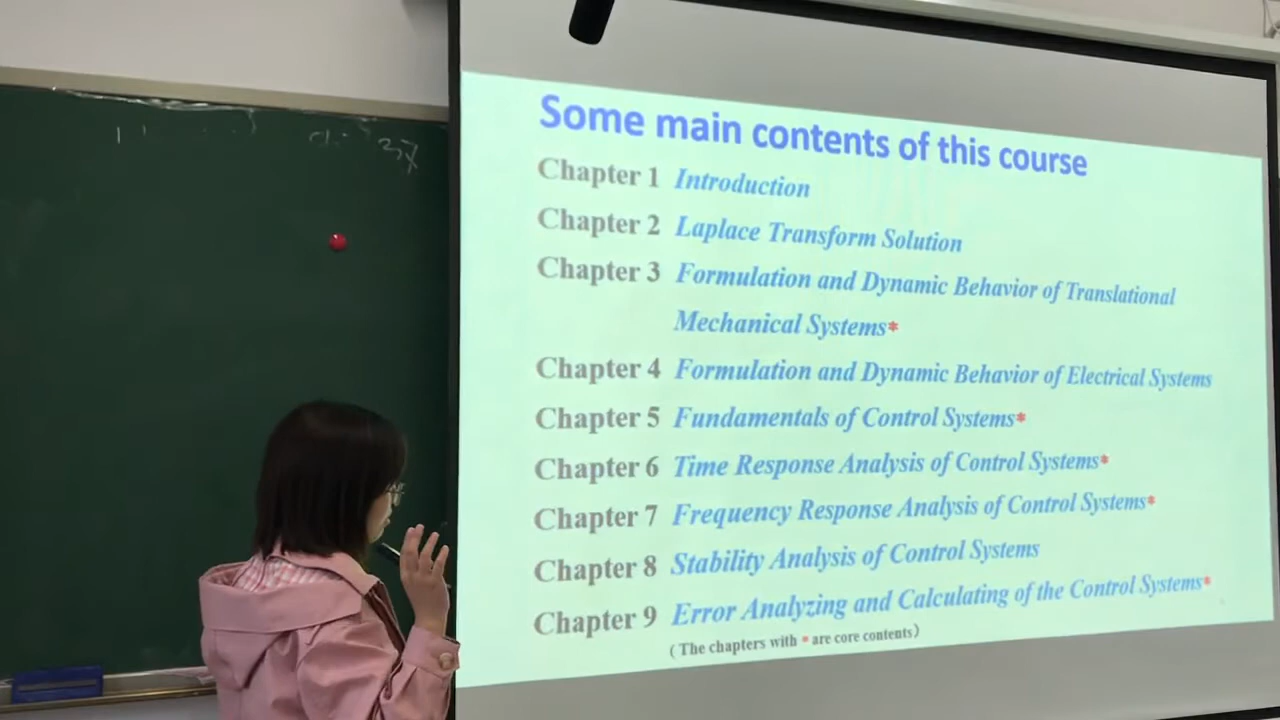 Some main contents of this course
Chapter 1 Introduction
Chapter 2 Laplace Transform Solution
Chapter 3 Formulation and Dynamic Behavior of Translational
Mechanical Systems*
Chapter 4 Formulation and Dynamic Behavior of Electrical Systems
Chapter 5 Fundamentals of Control Systems*
Chapter 6 Time Response Analysis of Control Systems*
Chapter 7 Frequency Response Analysis of Control Systems*
Chapter 8 Stability Analysis of Control Systems
Chapter 9 Error Analyzing and Calculating of the Control Systems*
(The chapters with * are core contents)